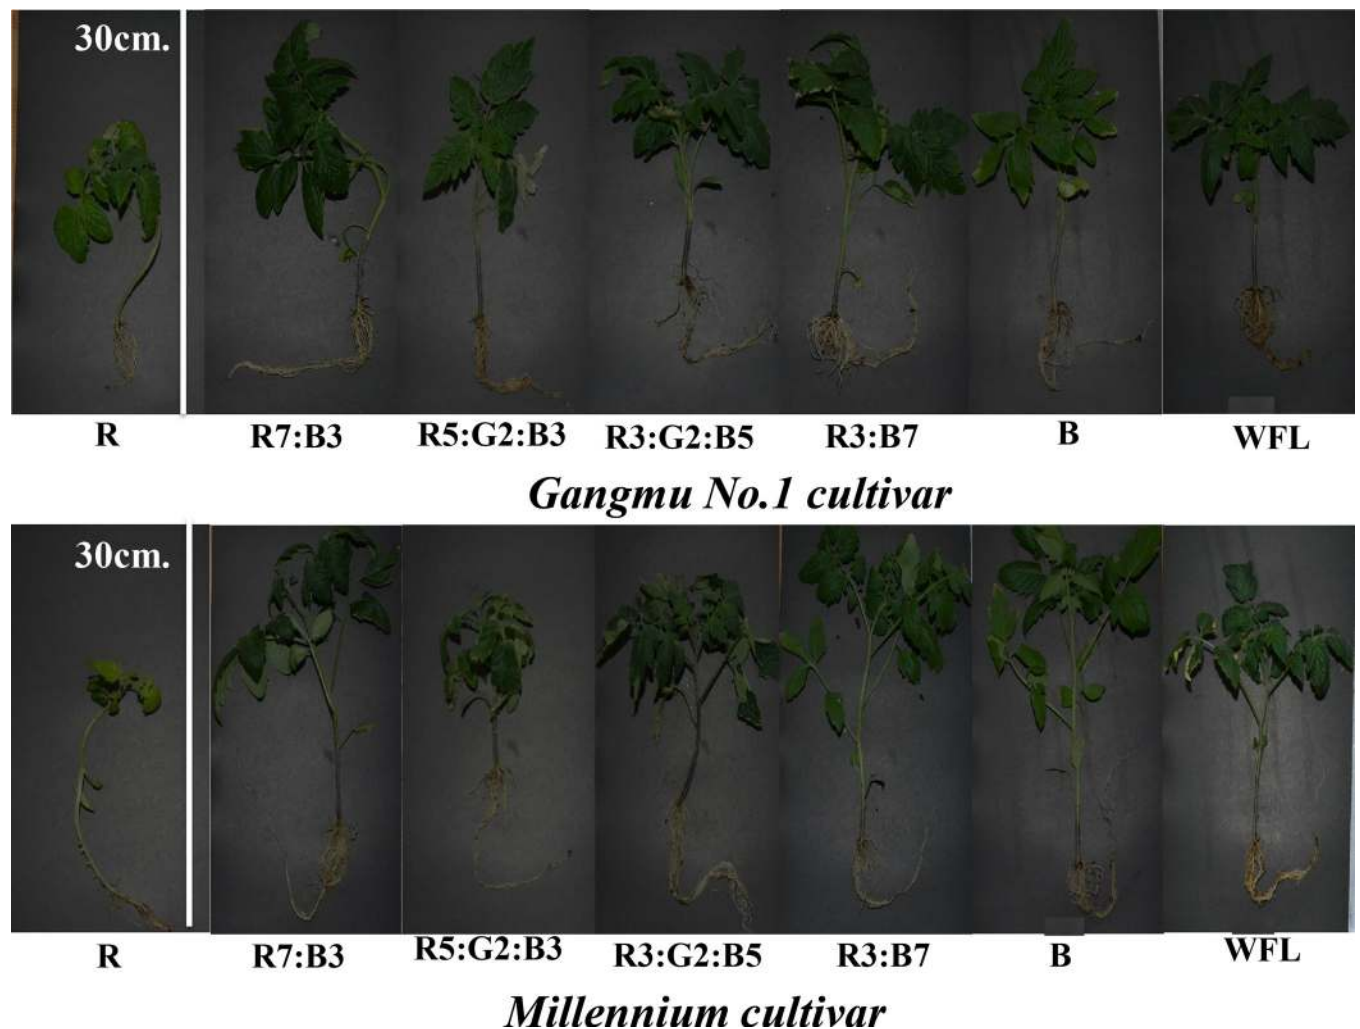 30cm.
R R7:B3 R5:G2:B3 R3:G2:B5 R3:B7 B WFL
Gangmu No.1 cultivar
30cm.
R R7:B3 R5:G2:B3 R3:G2:B5 R3:B7 B WFL
Millennium cultivar